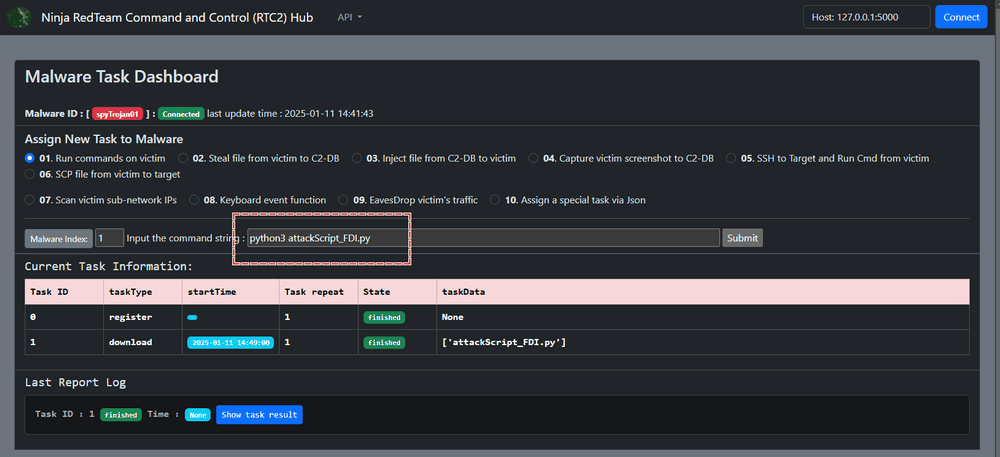 Ninja RedTeam Command and Control (RTC2) Hub API Host: 127.0.0.1:5000 Connect
Malware Task Dashboard
Malware ID : [ spyTrojan01 ] : Connected last update time : 2025-01-11 14:41:43
Assign New Task to Malware
01. Run commands on victim 02. Steal file from victim to C2-DB 03. Inject file from C2-DB to victim 04. Capture victim screenshot to C2-DB 05. SSH to Target and Run Cmd from victim
06. SCP file from victim to target
07. Scan victim sub-network IPs 08. Keyboard event function 09. EavesDrop victim's traffic 10. Assign a special task via Json
Malware Index: 1 Input the command string : python3 attackScript_FDI.py Submit
Current Task Information:
Task ID taskType startTime Task repeat State taskData
0 register 1 finished None
1 download 2025-01-11 14:49:00 1 finished ['attackScript_FDI.py']
Last Report Log
Task ID : 1 finished Time : None Show task result